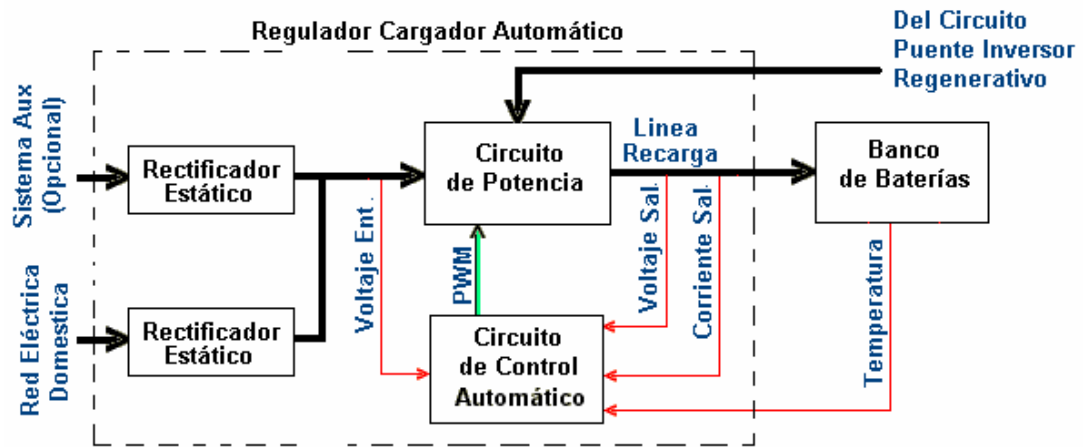 Regulador Cargador Automático
Del Circuito
Puente Inversor
Regenerativo
Sistema Aux
(Opcional)
Rectificador
Estático
Circuito
de Potencia
Linea
Recarga
Banco
de Baterías
Voltaje Ent.
PWM
Voltaje Sal.
Corriente Sal.
Temperatura
Red Eléctrica
Domestica
Rectificador
Estático
Circuito
de Control
Automático